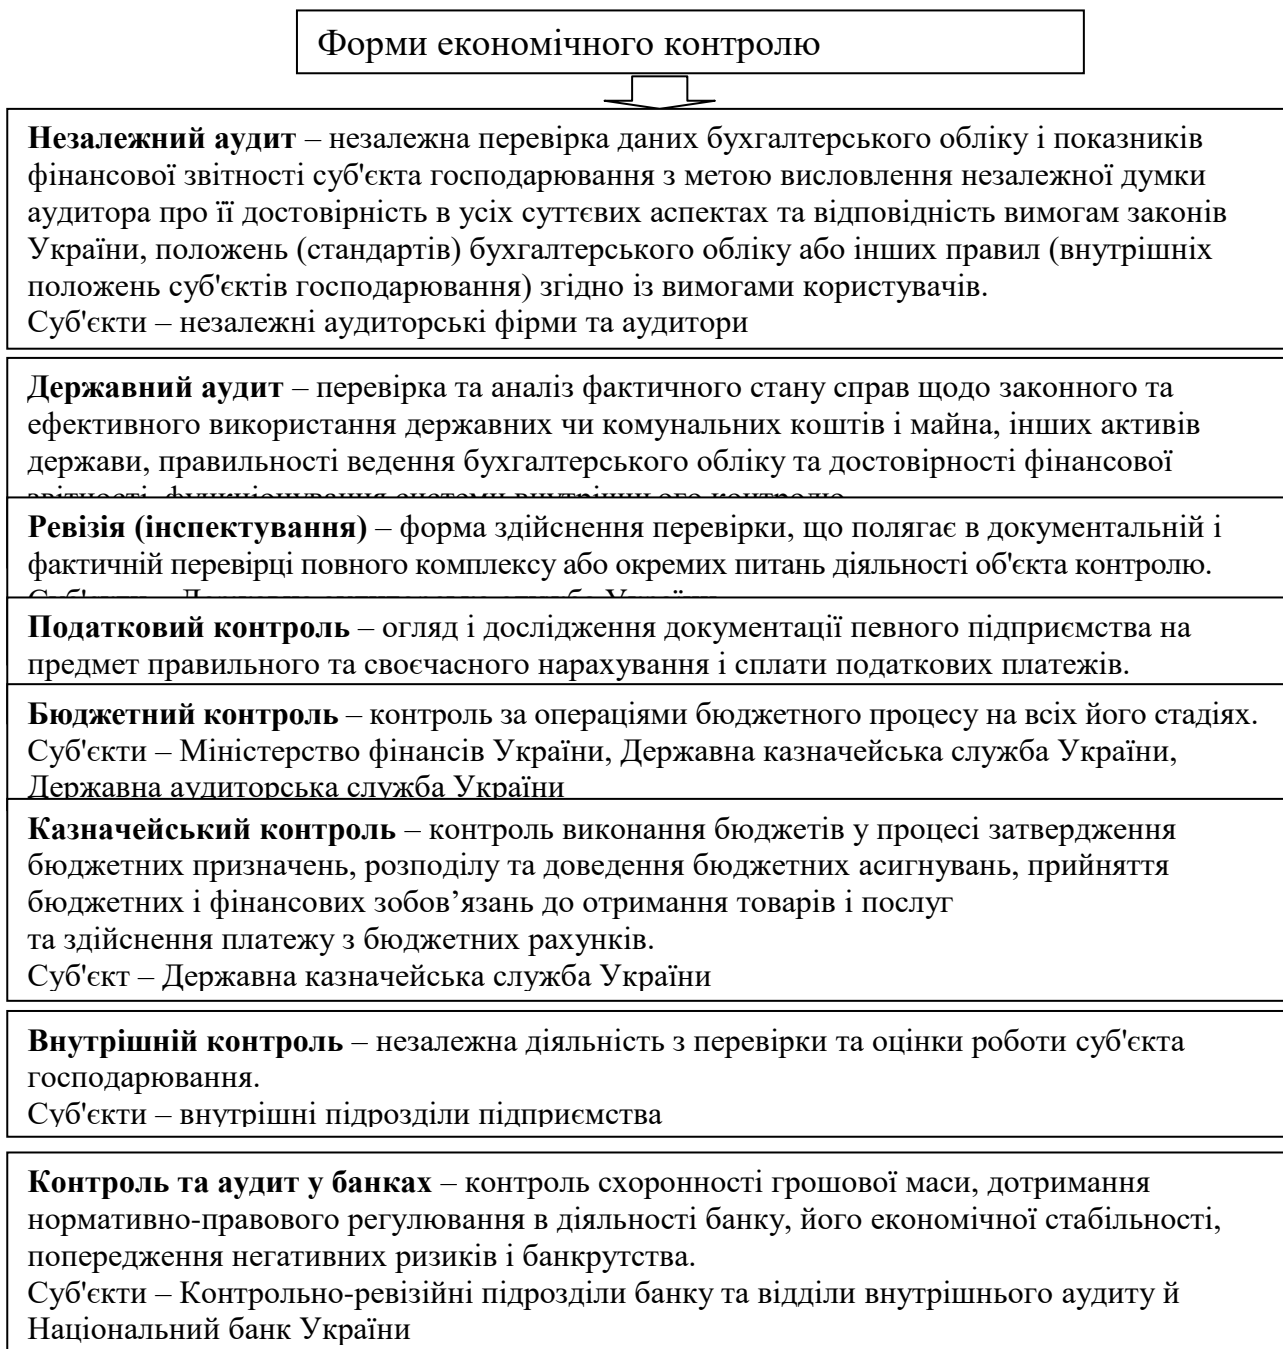 Форми економічного контролю
Незалежний аудит – незалежна перевірка даних бухгалтерського обліку і показників
фінансової звітності суб'єкта господарювання з метою висловлення незалежної думки
аудитора про її достовірність в усіх суттєвих аспектах та відповідність вимогам законів
України, положень (стандартів) бухгалтерського обліку або інших правил (внутрішніх
положень суб'єктів господарювання) згідно із вимогами користувачів.
Суб'єкти – незалежні аудиторські фірми та аудитори
Державний аудит – перевірка та аналіз фактичного стану справ щодо законного та
ефективного використання державних чи комунальних коштів і майна, інших активів
держави, правильності ведення бухгалтерського обліку та достовірності фінансової
звітності, функціонування системи внутрішнього контролю
Ревізія (інспектування) – форма здійснення перевірки, що полягає в документальній і
фактичній перевірці повного комплексу або окремих питань діяльності об'єкта контролю.
Суб'єкти – Державна аудиторська служба України
Податковий контроль – огляд і дослідження документації певного підприємства на
предмет правильного та своєчасного нарахування і сплати податкових платежів.
Бюджетний контроль – контроль за операціями бюджетного процесу на всіх його стадіях.
Суб'єкти – Міністерство фінансів України, Державна казначейська служба України,
Державна аудиторська служба України
Казначейський контроль – контроль виконання бюджетів у процесі затвердження
бюджетних призначень, розподілу та доведення бюджетних асигнувань, прийняття
бюджетних і фінансових зобов’язань до отримання товарів і послуг
та здійснення платежу з бюджетних рахунків.
Суб'єкт – Державна казначейська служба України
Внутрішній контроль – незалежна діяльність з перевірки та оцінки роботи суб'єкта
господарювання.
Суб'єкти – внутрішні підрозділи підприємства
Контроль та аудит у банках – контроль схоронності грошової маси, дотримання
нормативно-правового регулювання в діяльності банку, його економічної стабільності,
попередження негативних ризиків і банкрутства.
Суб'єкти – Контрольно-ревізійні підрозділи банку та відділи внутрішнього аудиту й
Національний банк України